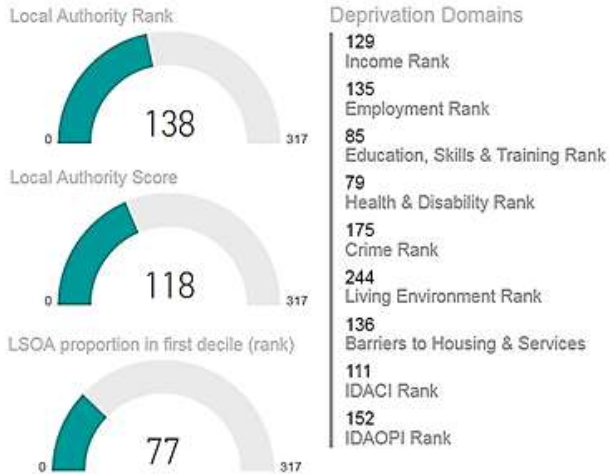 Local Authority Rank
138
0
317
Local Authority Score
118
0
317
LSOA proportion in first decile (rank)
77
0
317
Deprivation Domains
129
Income Rank
135
Employment Rank
85
Education, Skills & Training Rank
79
Health & Disability Rank
175
Crime Rank
244
Living Environment Rank
136
Barriers to Housing & Services
111
IDACI Rank
152
IDAOPI Rank